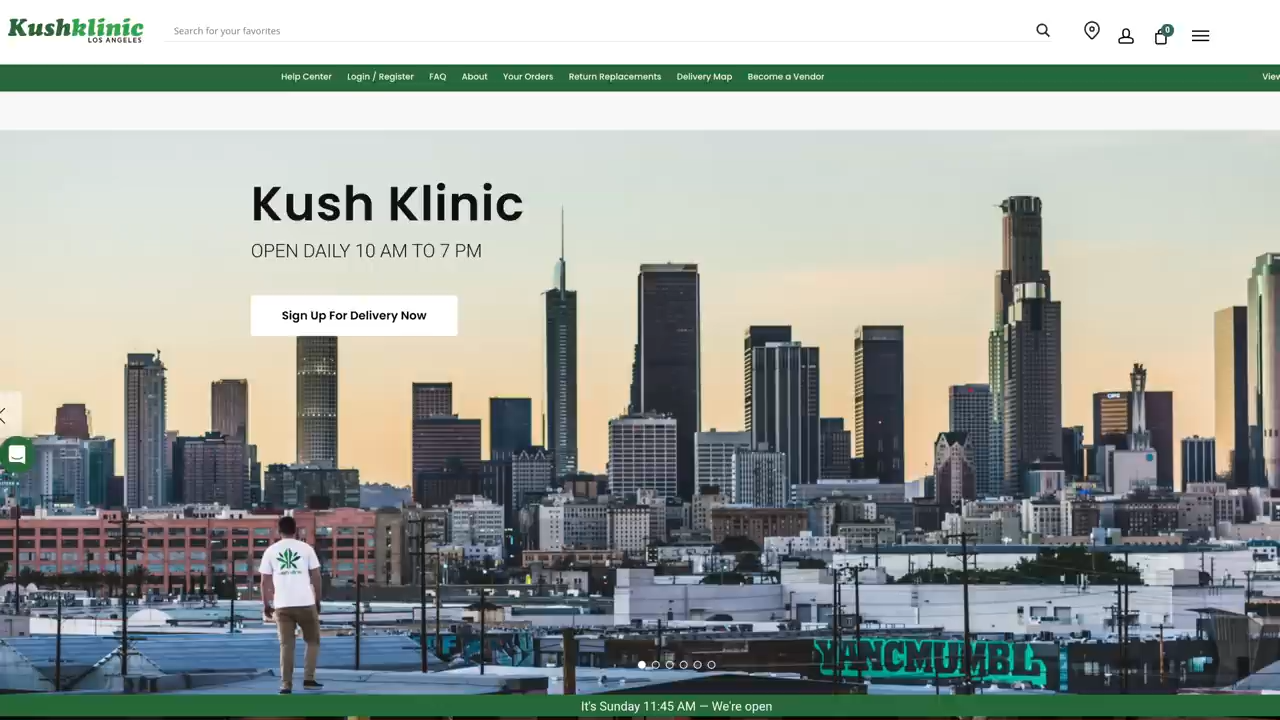 Kushklinic
LOS ANGELES
Search for your favorites
0
Help Center Login / Register FAQ About Your Orders Return Replacements Delivery Map Become a Vendor View
Kush Klinic
OPEN DAILY 10 AM TO 7 PM
Sign Up For Delivery Now
YANCMUMBL
It's Sunday 11:45 AM — We're open